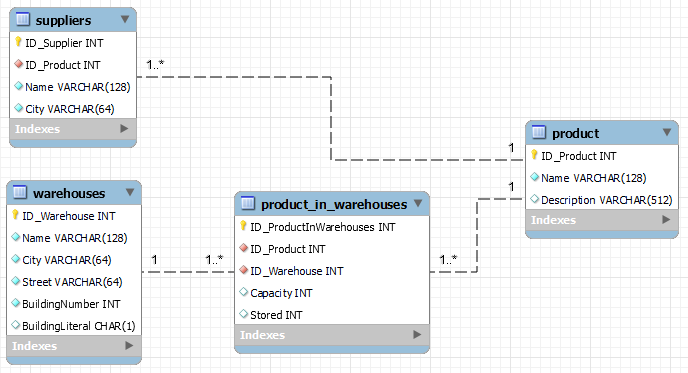 suppliers
ID_Supplier INT
ID_Product INT
Name VARCHAR(128)
City VARCHAR(64)
Indexes
1..*
1
product
ID_Product INT
Name VARCHAR(128)
Description VARCHAR(512)
Indexes
1
warehouses
ID_Warehouse INT
Name VARCHAR(128)
City VARCHAR(64)
Street VARCHAR(64)
BuildingNumber INT
BuildingLiteral CHAR(1)
Indexes
1
1..*
product_in_warehouses
ID_ProductInWarehouses INT
ID_Product INT
ID_Warehouse INT
Capacity INT
Stored INT
Indexes
1..*